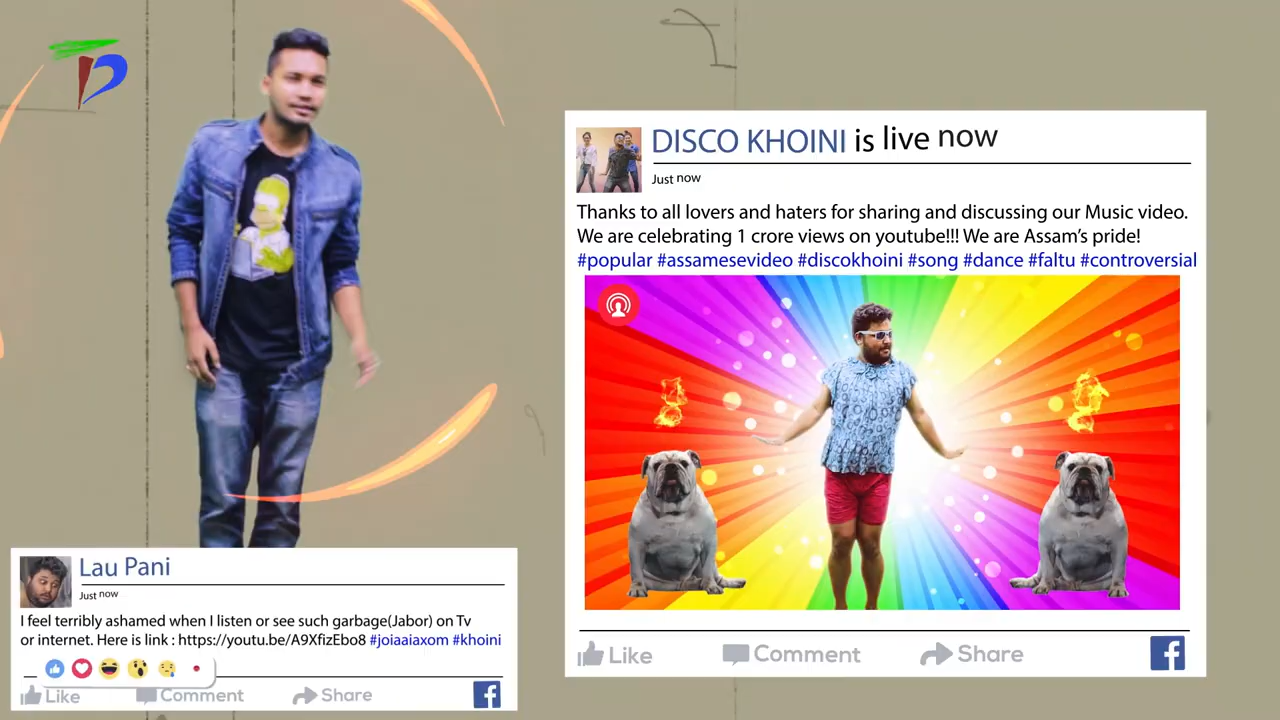 TD
DISCO KHOINI is live now
Just now
Thanks to all lovers and haters for sharing and discussing our Music video.
We are celebrating 1 crore views on youtube!!! We are Assam's pride!
#popular #assamesevideo #discokhoini #song #dance #faltu #controversial
Like Comment Share f
Lau Pani
Just now
I feel terribly ashamed when I listen or see such garbage(Jabor) on Tv
or internet. Here is link : https://youtu.be/A9XfizEbo8 #joiaaiaxom #khoini
Like Comment Share f